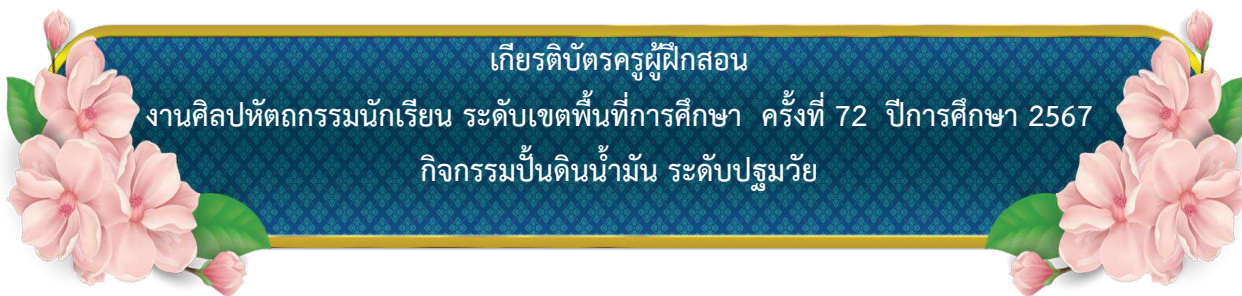 เกียรติบัตรครูผู้ฝึกสอน
งานศิลปหัตถกรรมนักเรียน ระดับเขตพื้นที่การศึกษา ครั้งที่ 72 ปีการศึกษา 2567
กิจกรรมปั้นดินน้ำมัน ระดับปฐมวัย